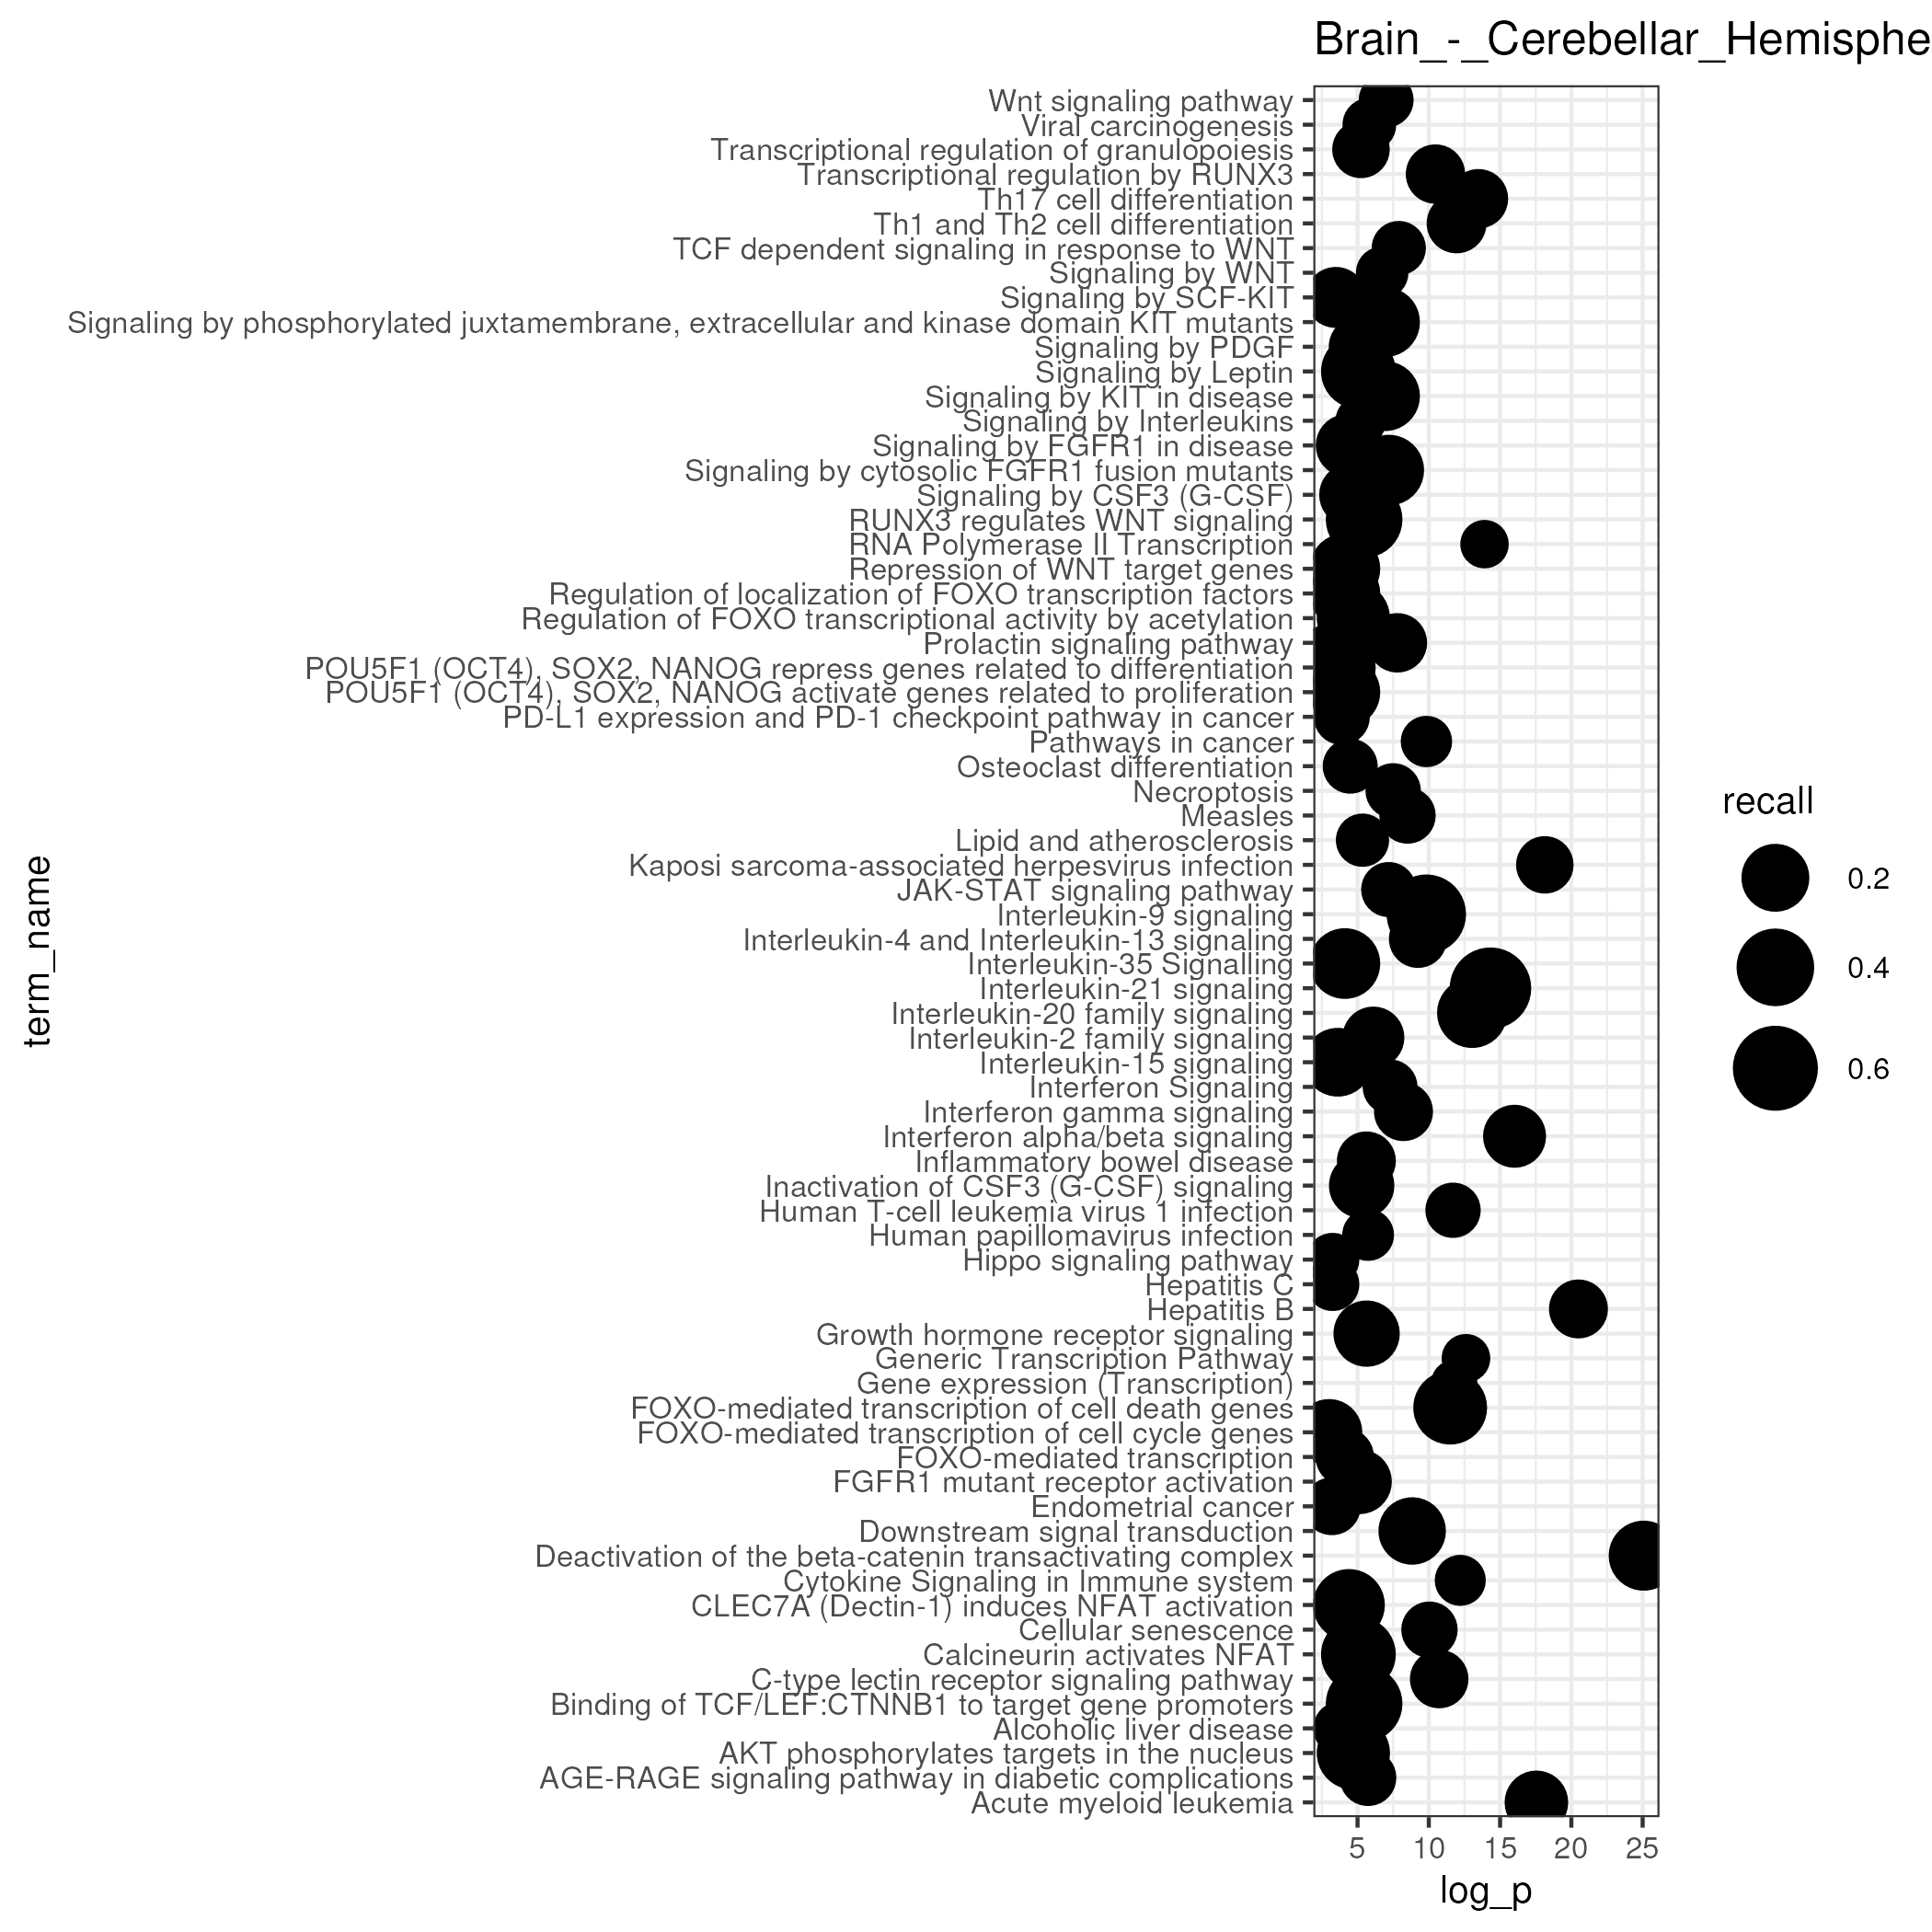 Brain_-_Cerebellar_Hemisphe
Wnt signaling pathway
Viral carcinogenesis
Transcriptional regulation of granulopoiesis
Transcriptional regulation by RUNX3
Th17 cell differentiation
Th1 and Th2 cell differentiation
TCF dependent signaling in response to WNT
Signaling by WNT
Signaling by SCF-KIT
Signaling by phosphorylated juxtamembrane, extracellular and kinase domain KIT mutants
Signaling by PDGF
Signaling by Leptin
Signaling by KIT in disease
Signaling by Interleukins
Signaling by FGFR1 in disease
Signaling by cytosolic FGFR1 fusion mutants
Signaling by CSF3 (G-CSF)
RUNX3 regulates WNT signaling
RNA Polymerase II Transcription
Repression of WNT target genes
Regulation of localization of FOXO transcription factors
Regulation of FOXO transcriptional activity by acetylation
Prolactin signaling pathway
POU5F1 (OCT4), SOX2, NANOG repress genes related to differentiation
POU5F1 (OCT4), SOX2, NANOG activate genes related to proliferation
PD-L1 expression and PD-1 checkpoint pathway in cancer
Pathways in cancer
Osteoclast differentiation
Necroptosis
Measles
Lipid and atherosclerosis
Kaposi sarcoma-associated herpesvirus infection
JAK-STAT signaling pathway
Interleukin-9 signaling
Interleukin-4 and Interleukin-13 signaling
Interleukin-35 Signalling
Interleukin-21 signaling
Interleukin-20 family signaling
Interleukin-2 family signaling
Interleukin-15 signaling
Interferon Signaling
Interferon gamma signaling
Interferon alpha/beta signaling
Inflammatory bowel disease
Inactivation of CSF3 (G-CSF) signaling
Human T-cell leukemia virus 1 infection
Human papillomavirus infection
Hippo signaling pathway
Hepatitis C
Hepatitis B
Growth hormone receptor signaling
Generic Transcription Pathway
Gene expression (Transcription)
FOXO-mediated transcription of cell death genes
FOXO-mediated transcription of cell cycle genes
FOXO-mediated transcription
FGFR1 mutant receptor activation
Endometrial cancer
Downstream signal transduction
Deactivation of the beta-catenin transactivating complex
Cytokine Signaling in Immune system
CLEC7A (Dectin-1) induces NFAT activation
Cellular senescence
Calcineurin activates NFAT
C-type lectin receptor signaling pathway
Binding of TCF/LEF:CTNNB1 to target gene promoters
Alcoholic liver disease
AKT phosphorylates targets in the nucleus
AGE-RAGE signaling pathway in diabetic complications
Acute myeloid leukemia
term_name
5 10 15 20 25
log_p
recall
0.2
0.4
0.6